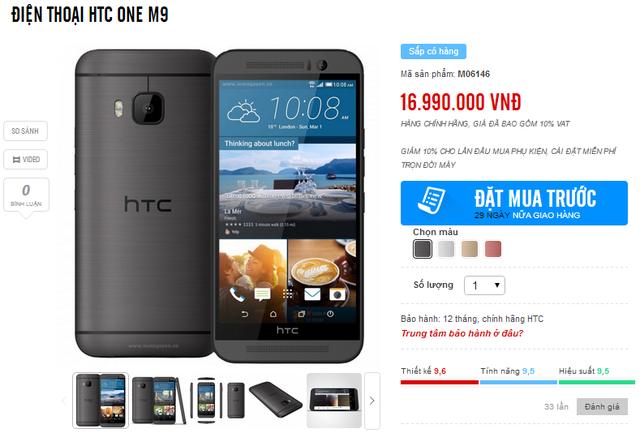 ĐIỆN THOẠI HTC ONE M9
Sắp có hàng
Mã sản phẩm: M06146
16.990.000 VNĐ
HÀNG CHÍNH HÃNG, GIÁ ĐÃ BAO GỒM 10% VAT
GIẢM 10% CHO LẦN ĐẦU MUA PHỤ KIỆN, CÀI ĐẶT MIỄN PHÍ
TRỌN ĐỜI MÁY
ĐẶT MUA TRƯỚC
29 NGÀY NỮA GIAO HÀNG
Chọn màu
Số lượng 1
Bảo hành: 12 tháng, chính hãng HTC
Trung tâm bảo hành ở đâu?
Thiết kế 9,6 Tính năng 9,5 Hiệu suất 9,5
33 lần Đánh giá
SO SÁNH
VIDEO
0
BÌNH LUẬN
hTC
10:08 AM
10:08 AM
London - Sun, Mar 1
Thinking about lunch?
La Mér
hTC